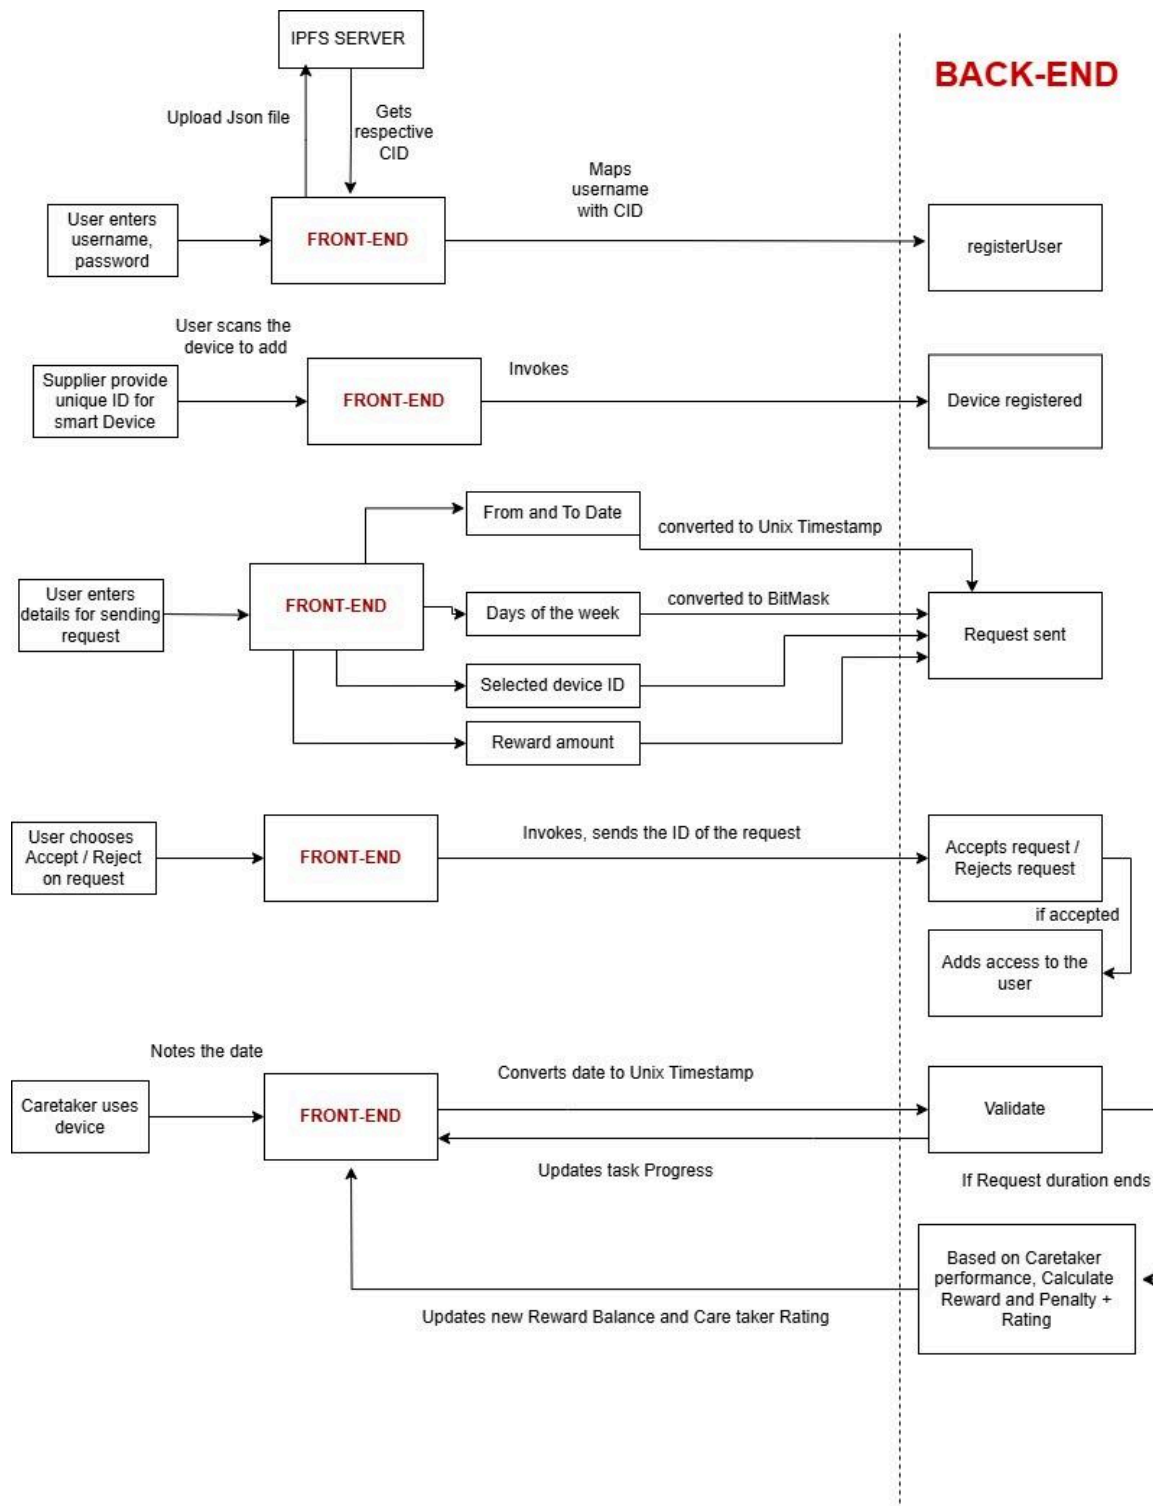 IPFS SERVER
BACK-END
Upload Json file
Gets
respective
CID
Maps
username
with CID
User enters
username,
password
FRONT-END
registerUser
User scans the
device to add
Invokes
Supplier provide
unique ID for
smart Device
FRONT-END
Device registered
From and To Date
converted to Unix Timestamp
User enters
details for sending
request
FRONT-END
Days of the week
converted to BitMask
Request sent
Selected device ID
Reward amount
User chooses
Accept / Reject
on request
FRONT-END
Invokes, sends the ID of the request
Accepts request /
Rejects request
if accepted
Adds access to the
user
Notes the date
Caretaker uses
device
FRONT-END
Converts date to Unix Timestamp
Validate
Updates task Progress
If Request duration ends
Based on Caretaker
performance, Calculate
Reward and Penalty +
Rating
Updates new Reward Balance and Care taker Rating